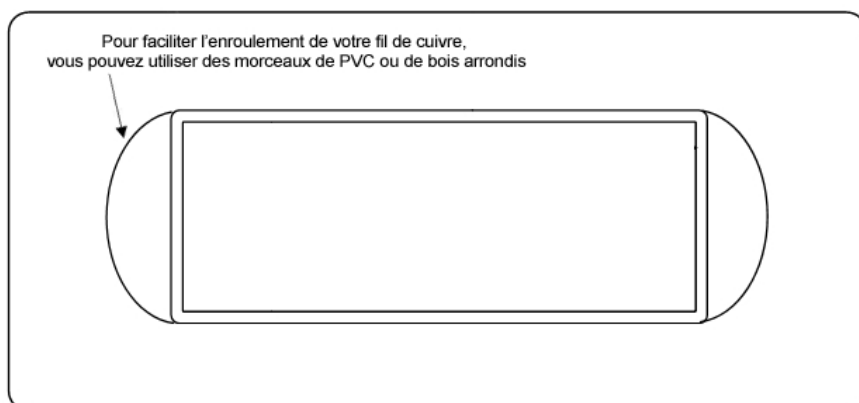 Pour faciliter l'enroulement de votre fil de cuivre,
vous pouvez utiliser des morceaux de PVC ou de bois arrondis